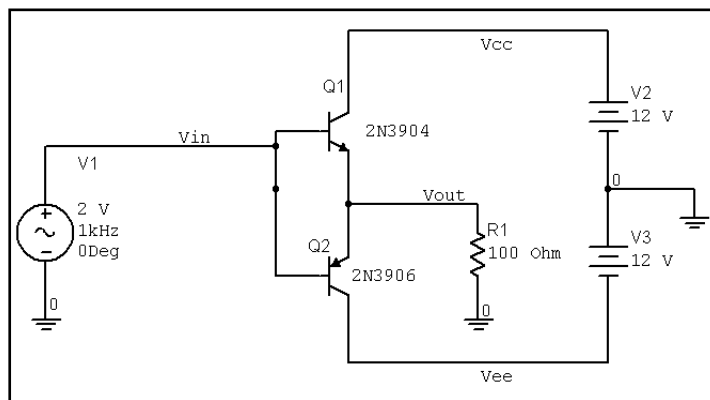 Vcc
Q1
V2
12 V
2N3904
Vin
V1
0
Vout
2 V
1kHz
0Deg
R1
100 Ohm
Q2
V3
12 V
2N3906
0
0
Vee